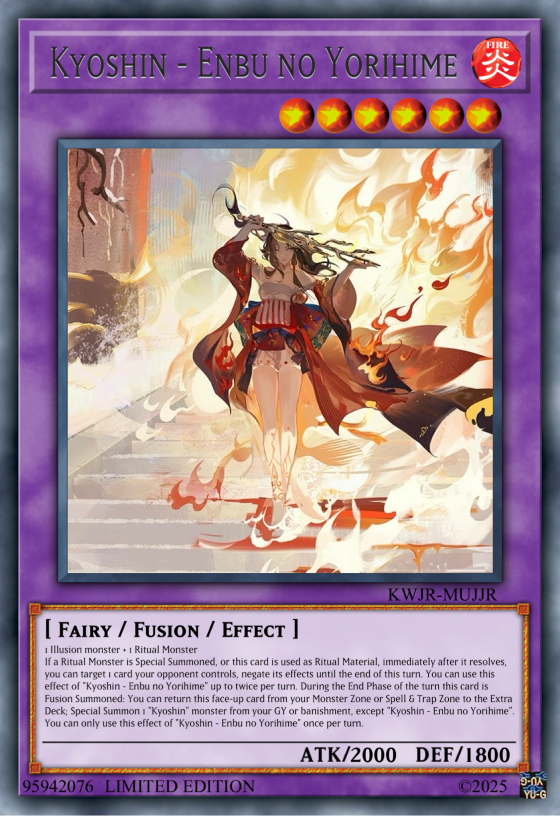 Kyoshin - Enbu no Yorihime
FIRE
炎
KWJR-MUJJR
[ Fairy / Fusion / Effect ]
1 Illusion monster + 1 Ritual Monster
If a Ritual Monster is Special Summoned, or this card is used as Ritual Material, immediately after it resolves,
you can target 1 card your opponent controls, negate its effects until the end of this turn. You can use this
effect of "Kyoshin - Enbu no Yorihime" up to twice per turn. During the End Phase of the turn this card is
Fusion Summoned: You can return this face-up card from your Monster Zone or Spell & Trap Zone to the Extra
Deck; Special Summon 1 "Kyoshin" monster from your GY or banishment, except "Kyoshin - Enbu no Yorihime".
You can only use this effect of "Kyoshin - Enbu no Yorihime" once per turn.
ATK/2000 DEF/1800
95942076 LIMITED EDITION ©2025